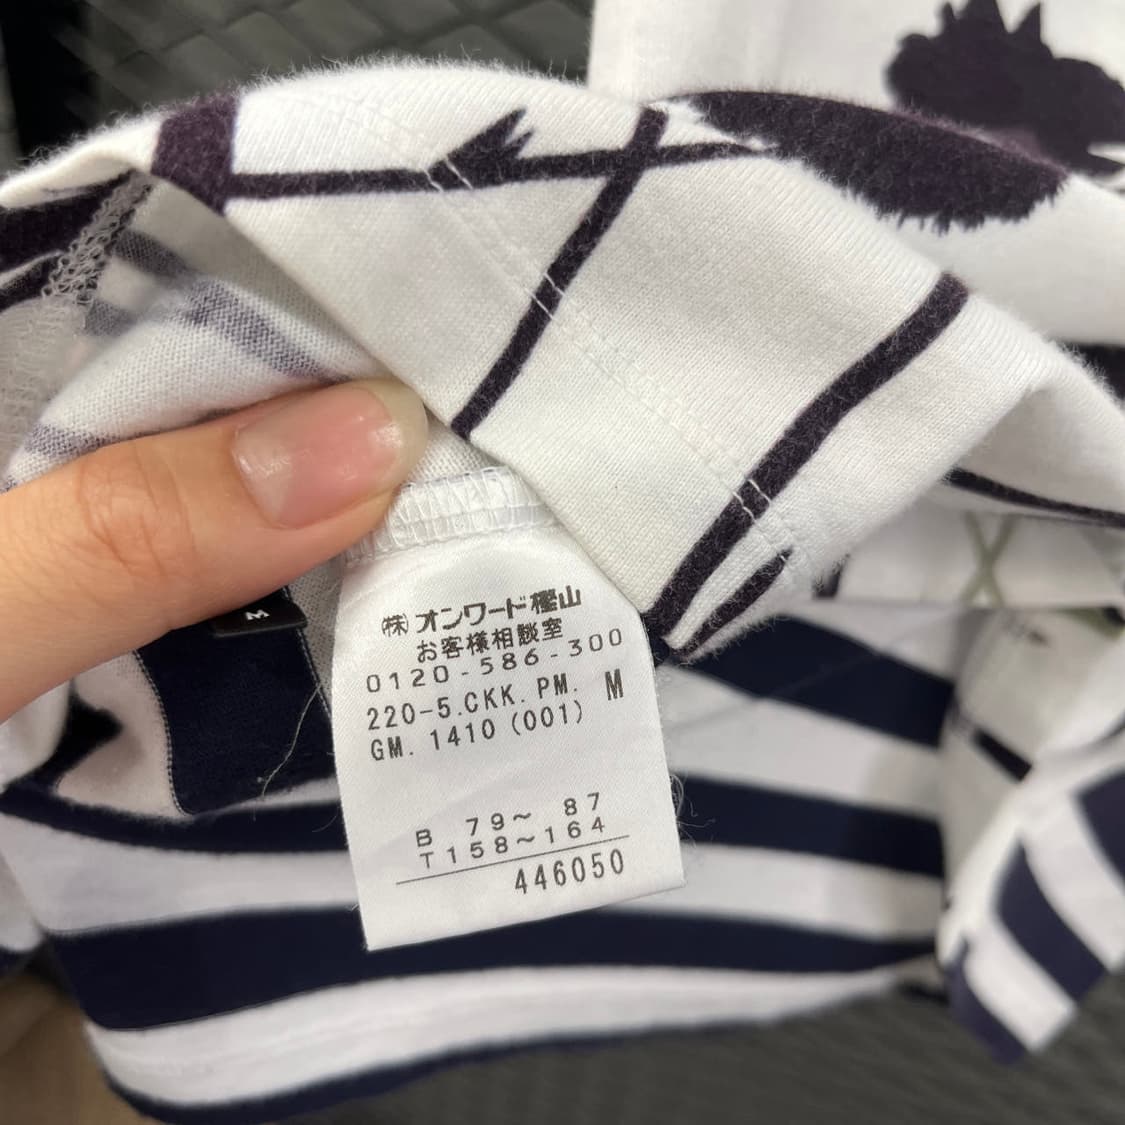 M
㈱オンワード樫山
お客様相談室
0120-586-300
220-5.CKK.PM. M
GM. 1410 (001)
B 79～ 87
T158～164
446050